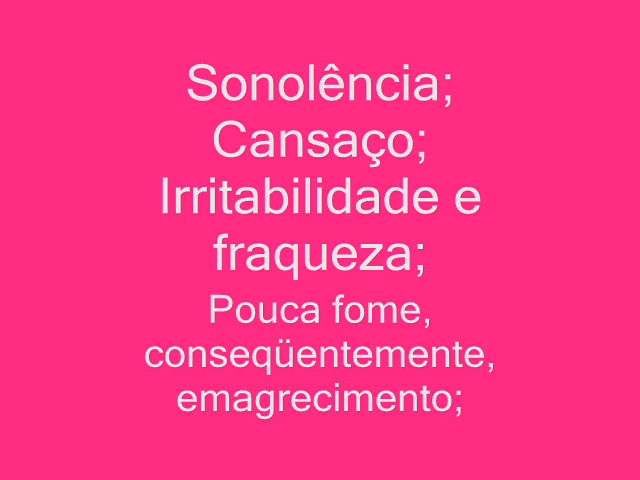 Sonolência;
Cansaço;
Irritabilidade e
fraqueza;
Pouca fome,
conseqüentemente,
emagrecimento;